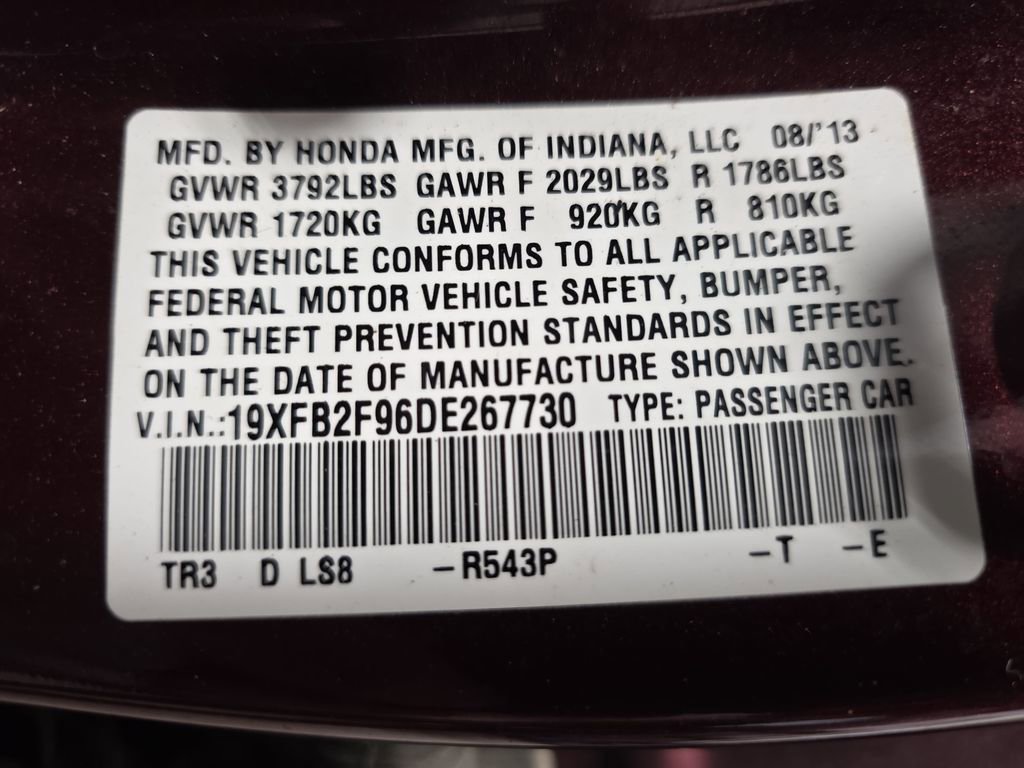 MFD. BY HONDA MFG. OF INDIANA, LLC 08/'13
GVWR 3792LBS GAWR F 2029LBS R 1786LBS
GVWR 1720KG GAWR F 920KG R 810KG
THIS VEHICLE CONFORMS TO ALL APPLICABLE
FEDERAL MOTOR VEHICLE SAFETY, BUMPER,
AND THEFT PREVENTION STANDARDS IN EFFECT
ON THE DATE OF MANUFACTURE SHOWN ABOVE.
V.I.N.:19XFB2F96DE267730 TYPE: PASSENGER CAR
TR3 D LS8 -R543P -T -E